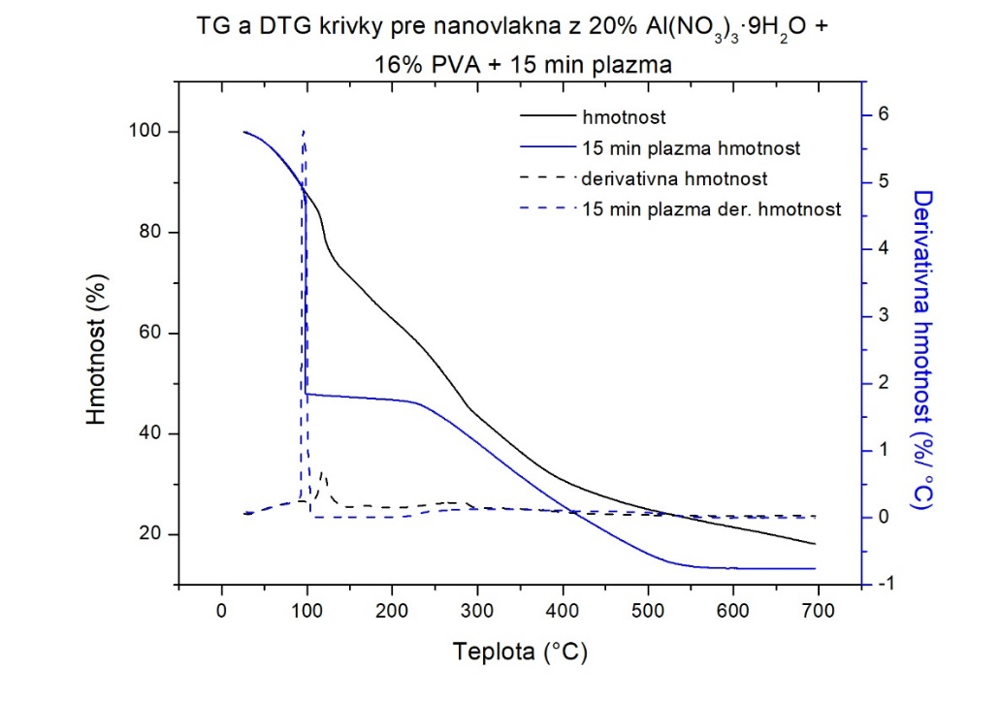 TG a DTG krivky pre nanovlakna z 20% Al(NO3)3·9H2O +
16% PVA + 15 min plazma
hmotnost
15 min plazma hmotnost
derivativna hmotnost
15 min plazma der. hmotnost
Hmotnost (%)
100
80
60
40
20
6
5
4
3
2
1
0
-1
Derivativna hmotnost (%/ °C)
0 100 200 300 400 500 600 700
Teplota (°C)